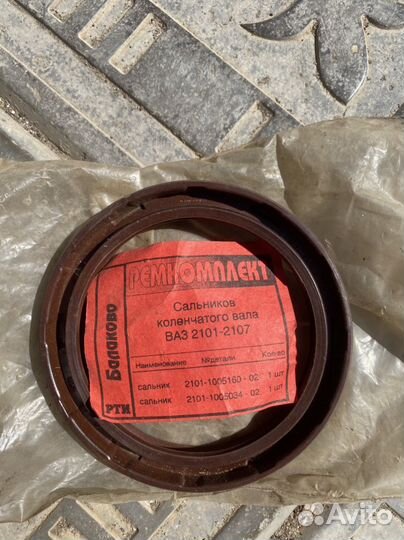 РЕМКОМПЛЕКТ
Сальников
коленчатого вала
ВАЗ 2101-2107
Наименование №детали Кол-во
сальник 2101-1005160 - 02 1 шт
сальник 2101-1005034 - 02 1 шт
Балаково
РТИ
Avito